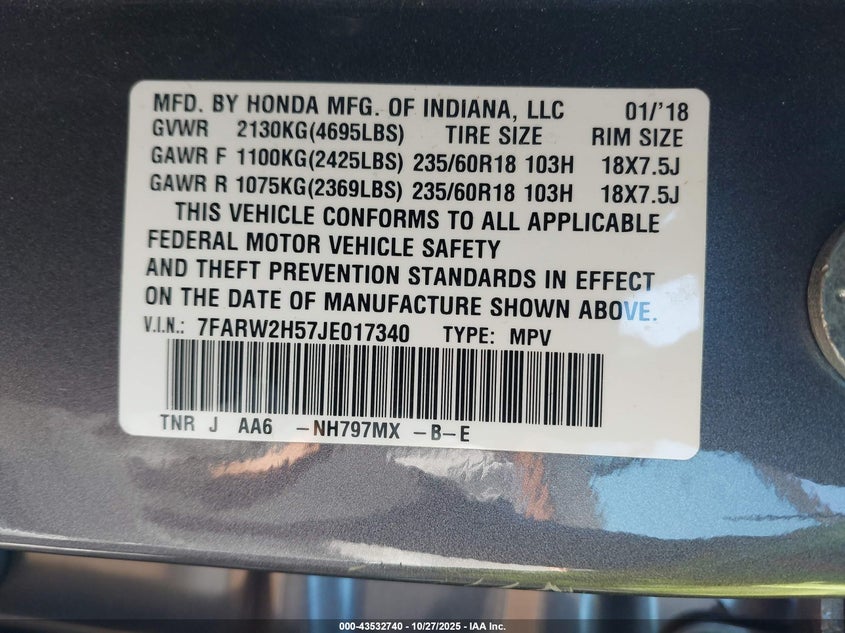 MFD. BY HONDA MFG. OF INDIANA, LLC 01/'18
GVWR 2130KG(4695LBS) TIRE SIZE RIM SIZE
GAWR F 1100KG(2425LBS) 235/60R18 103H 18X7.5J
GAWR R 1075KG(2369LBS) 235/60R18 103H 18X7.5J
THIS VEHICLE CONFORMS TO ALL APPLICABLE
FEDERAL MOTOR VEHICLE SAFETY
AND THEFT PREVENTION STANDARDS IN EFFECT
ON THE DATE OF MANUFACTURE SHOWN ABOVE.
V.I.N.: 7FARW2H57JE017340 TYPE: MPV
TNR J AA6 -NH797MX -B-E
000-43532740 - 10/27/2025 - IAA Inc.